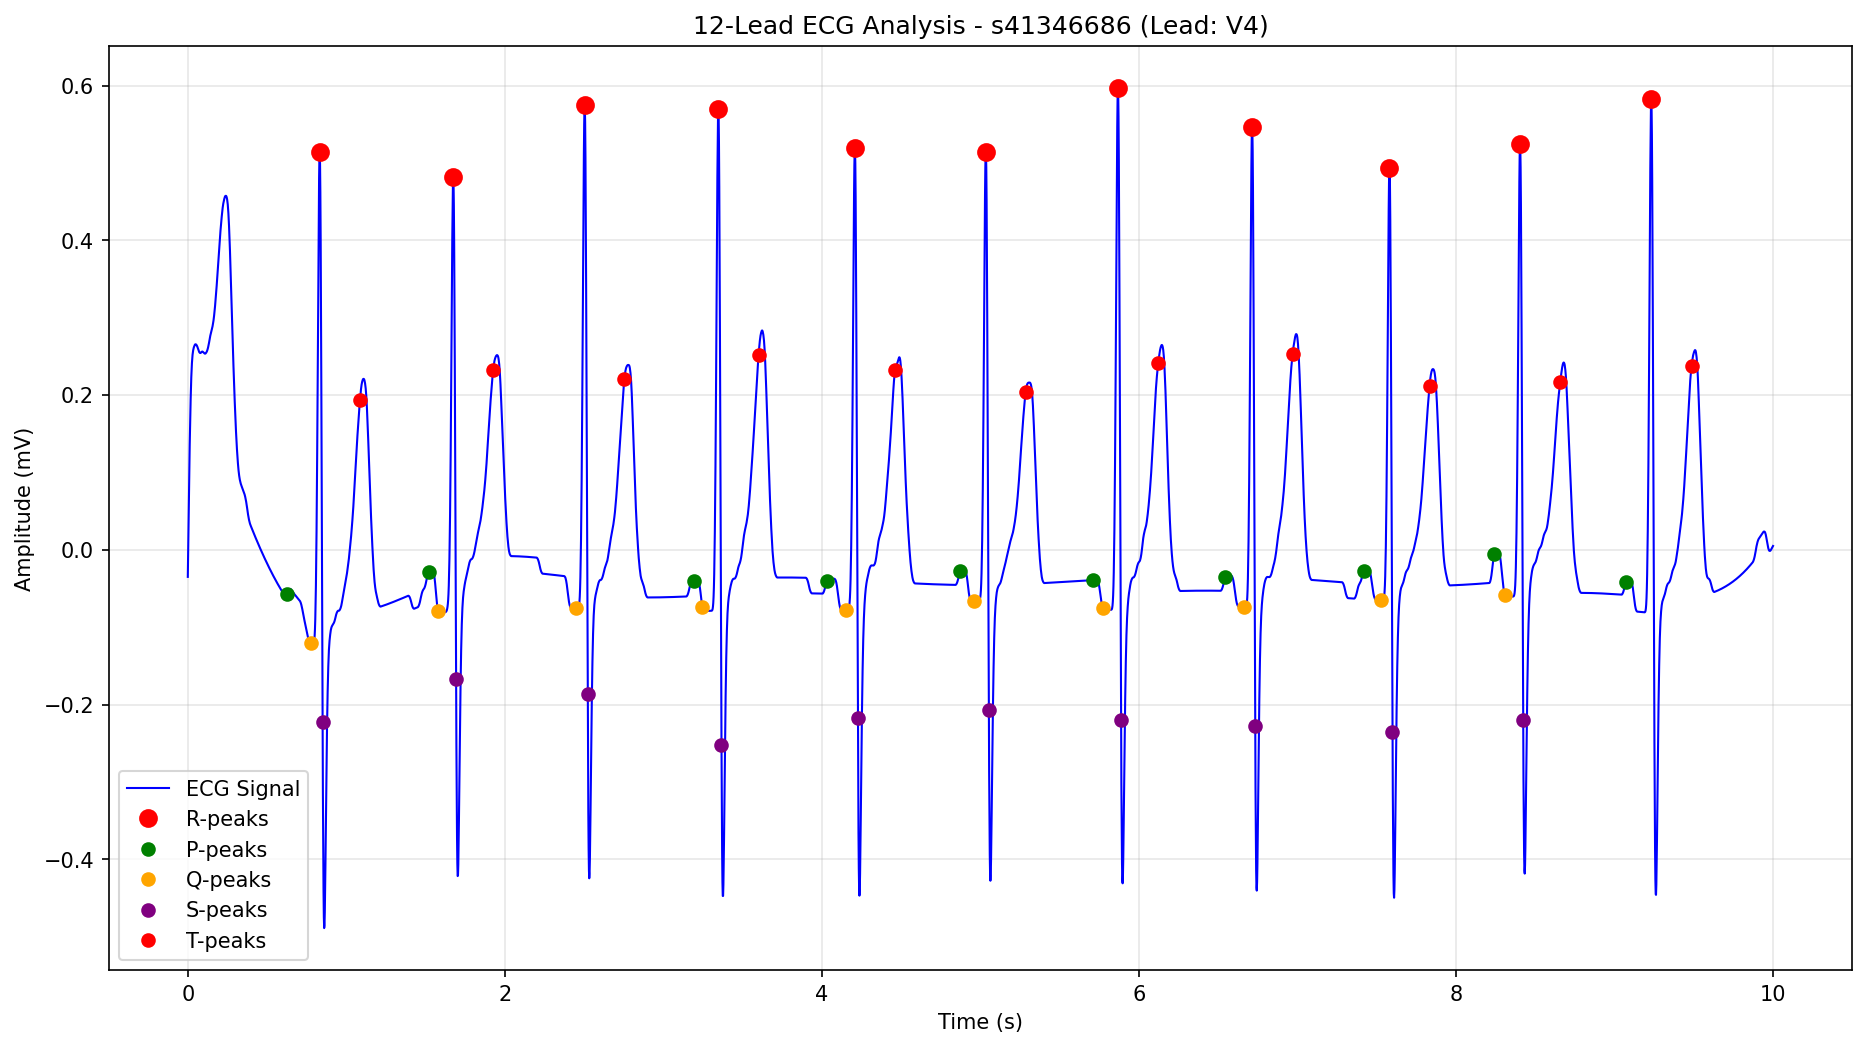 12-Lead ECG Analysis - s41346686 (Lead: V4)
Amplitude (mV)
0.6
0.4
0.2
0.0
−0.2
−0.4
ECG Signal
R-peaks
P-peaks
Q-peaks
S-peaks
T-peaks
0 2 4 6 8 10
Time (s)